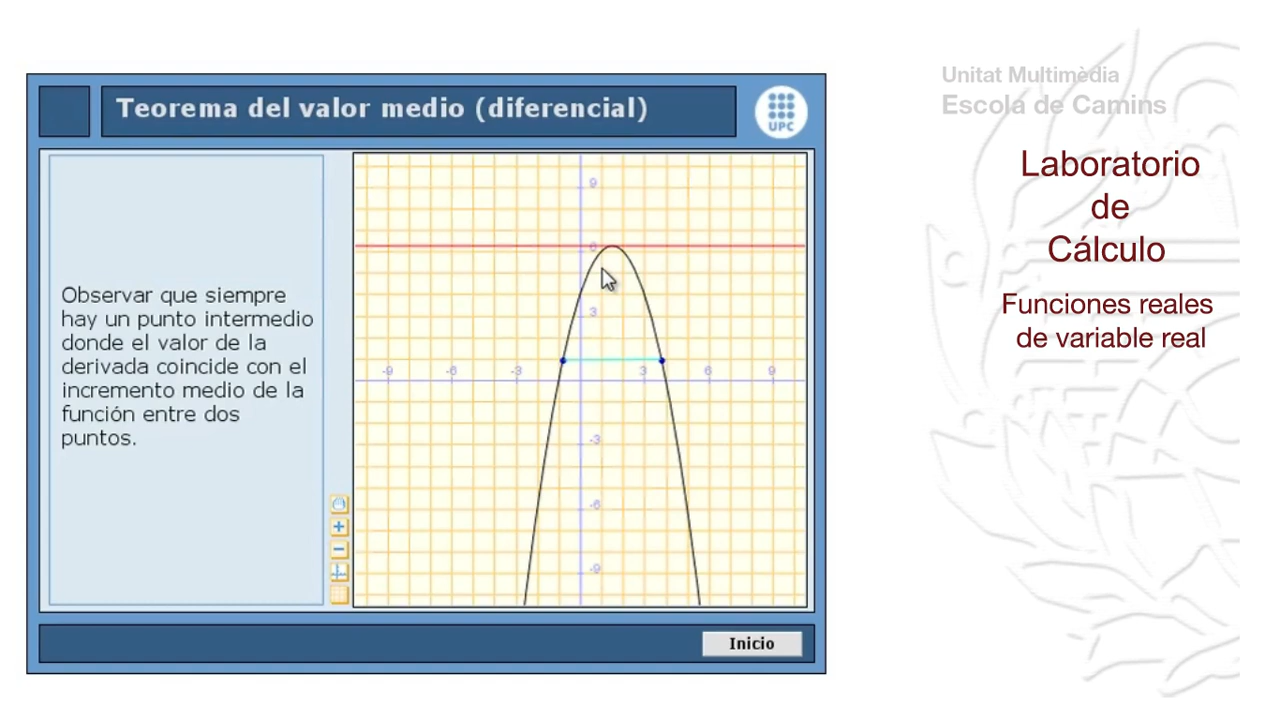 Unitat Multimèdia
Escola de Camins
Teorema del valor medio (diferencial)
UPC
Laboratorio
de
Cálculo
Funciones reales
de variable real
Observar que siempre
hay un punto intermedio
donde el valor de la
derivada coincide con el
incremento medio de la
función entre dos
puntos.
9
6
3
-9 -6 -3 3 6 9
-3
-6
-9
Inicio